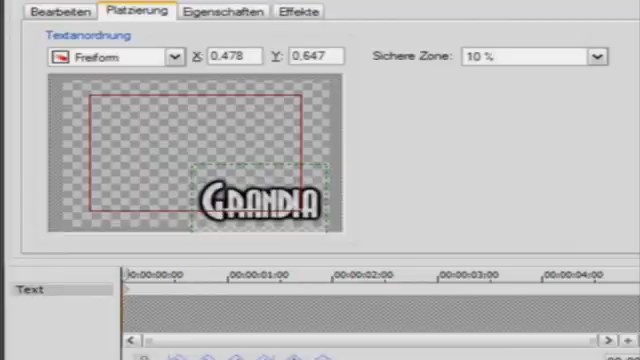 Bearbeiten Platzierung Eigenschaften Effekte
Textanordnung
Freiform X: 0,478 Y: 0,647 Sichere Zone: 10 %
GRANDIA
00:00:00:00 00:00:01:00 00:00:02:00 00:00:03:00 00:00:04:00
Text